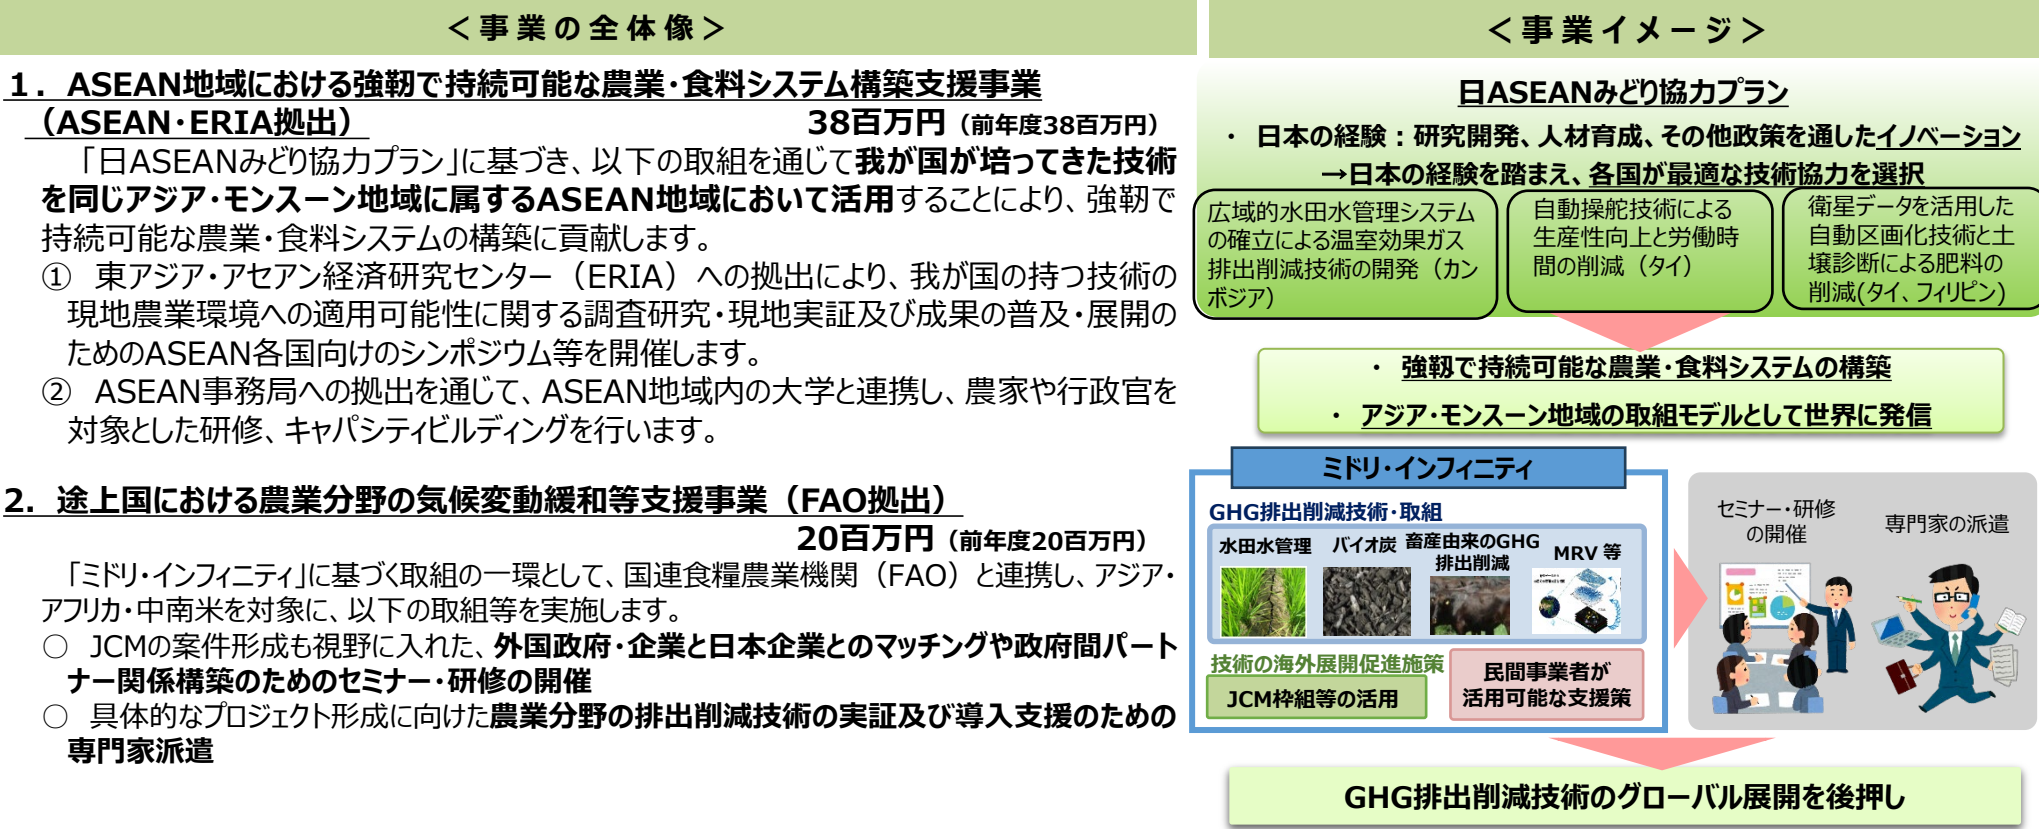 ＜事業の全体像＞
１．ASEAN地域における強靭で持続可能な農業・食料システム構築支援事業
（ASEAN・ERIA拠出）　38百万円（前年度38百万円）
「日ASEANみどり協力プラン」に基づき、以下の取組を通じて我が国が培ってきた技術
を同じアジア・モンスーン地域に属するASEAN地域において活用することにより、強靭で
持続可能な農業・食料システムの構築に貢献します。
①　東アジア・アセアン経済研究センター（ERIA）への拠出により、我が国の持つ技術の
現地農業環境への適用可能性に関する調査研究・現地実証及び成果の普及・展開の
ためのASEAN各国向けのシンポジウム等を開催します。
②　ASEAN事務局への拠出を通じて、ASEAN地域内の大学と連携し、農家や行政官を
対象とした研修、キャパシティビルディングを行います。
2．途上国における農業分野の気候変動緩和等支援事業（FAO拠出）
20百万円（前年度20百万円）
「ミドリ・インフィニティ」に基づく取組の一環として、国連食糧農業機関（FAO）と連携し、アジア・
アフリカ・中南米を対象に、以下の取組等を実施します。
○　JCMの案件形成も視野に入れた、外国政府・企業と日本企業とのマッチングや政府間パート
ナー関係構築のためのセミナー・研修の開催
○　具体的なプロジェクト形成に向けた農業分野の排出削減技術の実証及び導入支援のための
専門家派遣
＜事業イメージ＞
日ASEANみどり協力プラン
・ 日本の経験：研究開発、人材育成、その他政策を通したイノベーション
→日本の経験を踏まえ、各国が最適な技術協力を選択
広域的水田水管理システム
の確立による温室効果ガス
排出削減技術の開発（カン
ボジア）
自動操舵技術による
生産性向上と労働時
間の削減（タイ）
衛星データを活用した
自動区画化技術と土
壌診断による肥料の
削減(タイ、フィリピン)
・ 強靱で持続可能な農業・食料システムの構築
・ アジア・モンスーン地域の取組モデルとして世界に発信
ミドリ・インフィニティ
GHG排出削減技術・取組
水田水管理
バイオ炭
畜産由来のGHG
排出削減
MRV 等
技術の海外展開促進施策
JCM枠組等の活用
民間事業者が
活用可能な支援策
セミナー・研修
の開催
専門家の派遣
GHG排出削減技術のグローバル展開を後押し